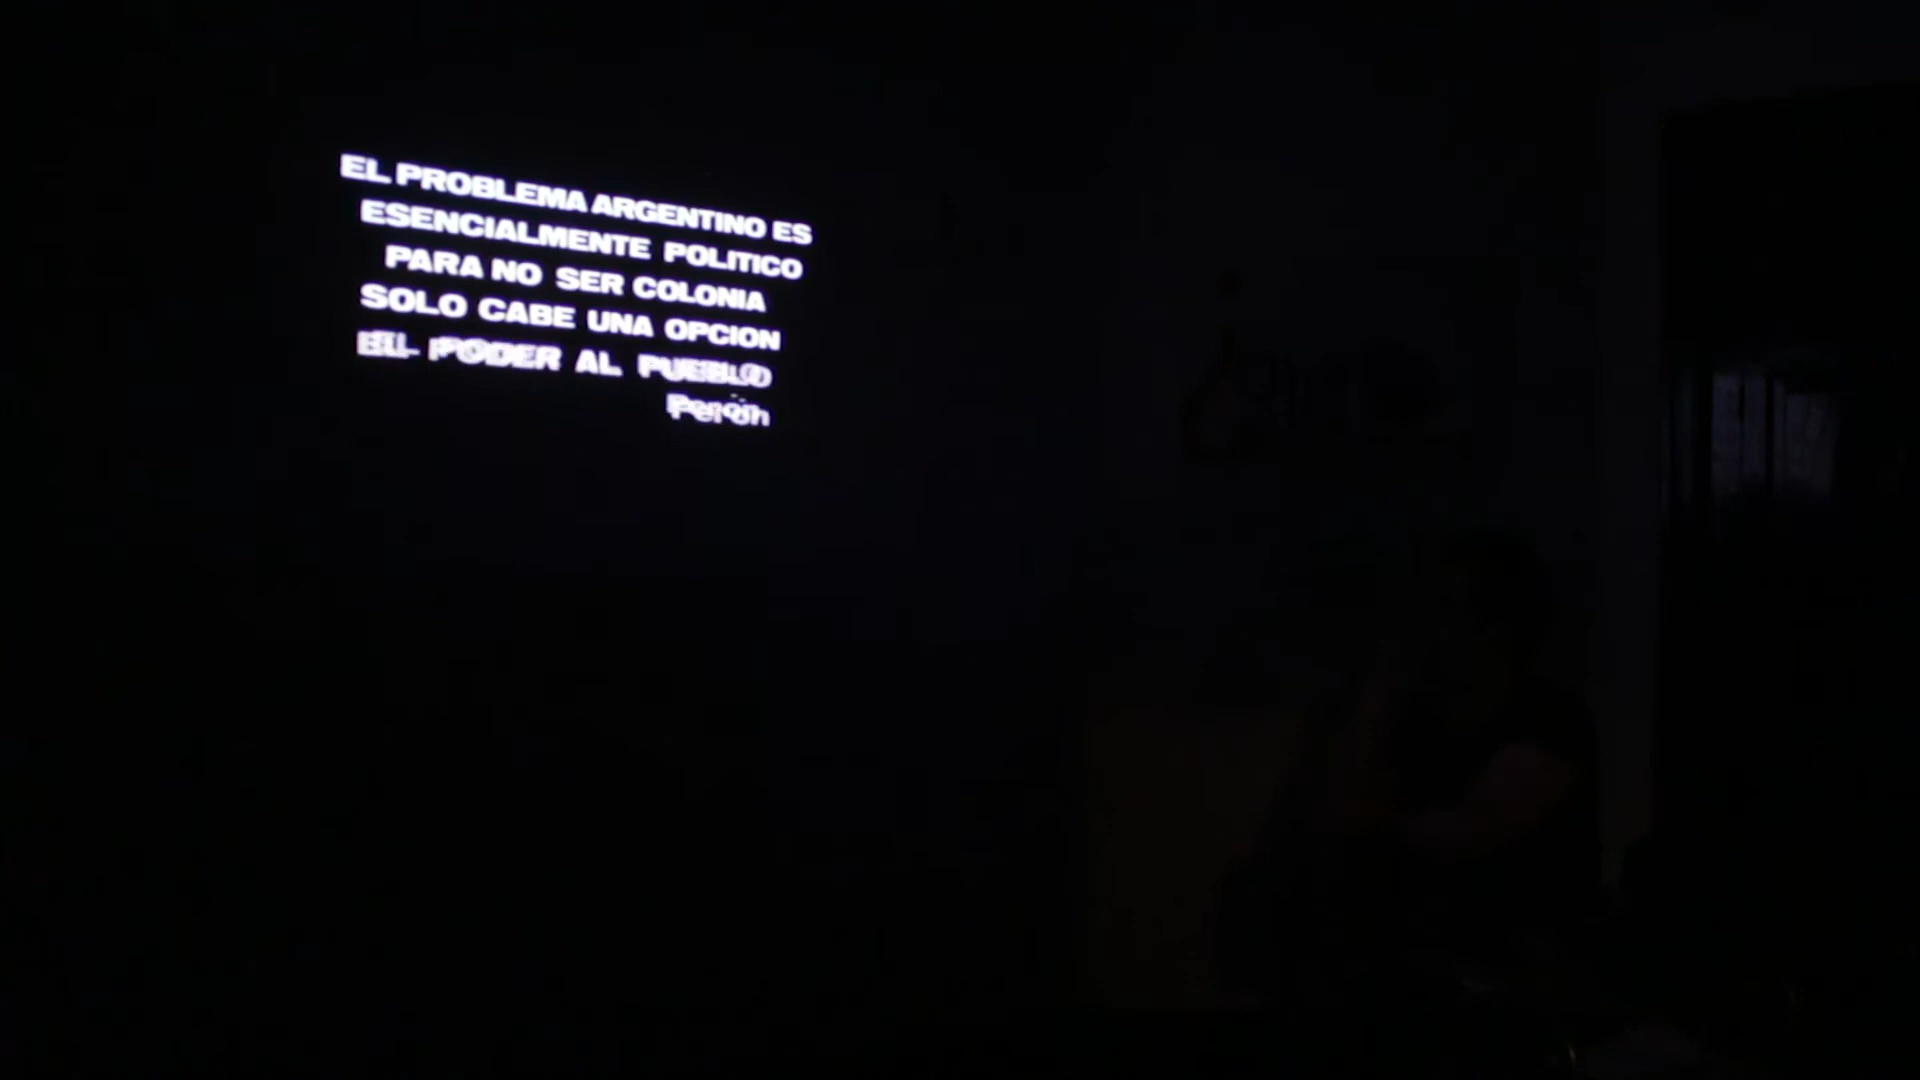 EL PROBLEMA ARGENTINO ES
ESENCIALMENTE POLITICO
PARA NO SER COLONIA
SOLO CABE UNA OPCION
EL PODER AL PUEBLO
Perón